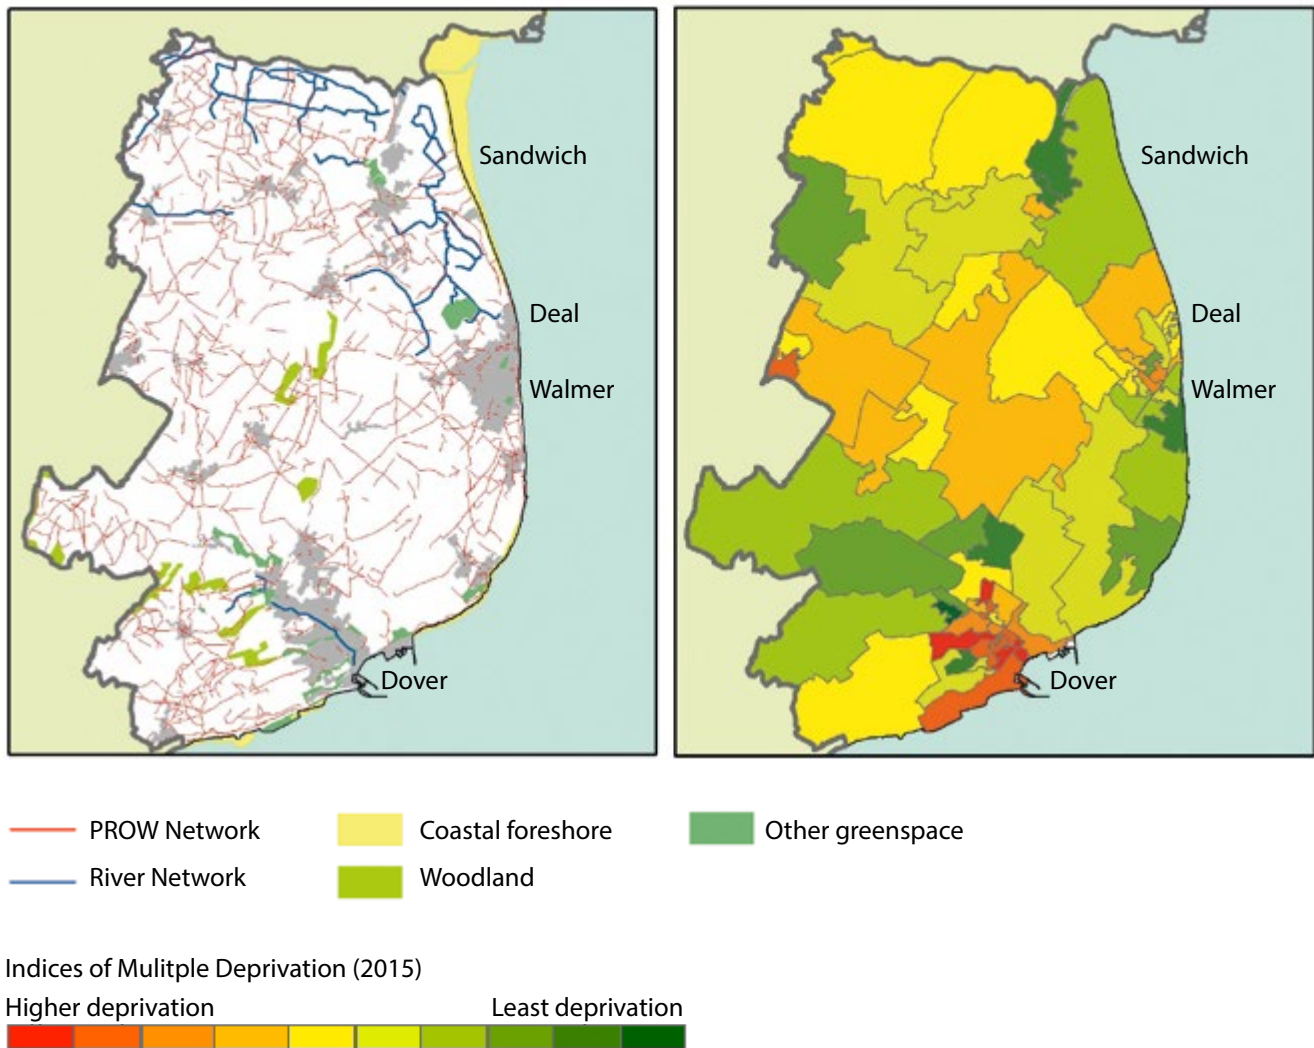 Sandwich
Deal
Walmer
Dover
Sandwich
Deal
Walmer
Dover
PROW Network
Coastal foreshore
Other greenspace
River Network
Woodland
Indices of Mulitple Deprivation (2015)
Higher deprivation
Least deprivation